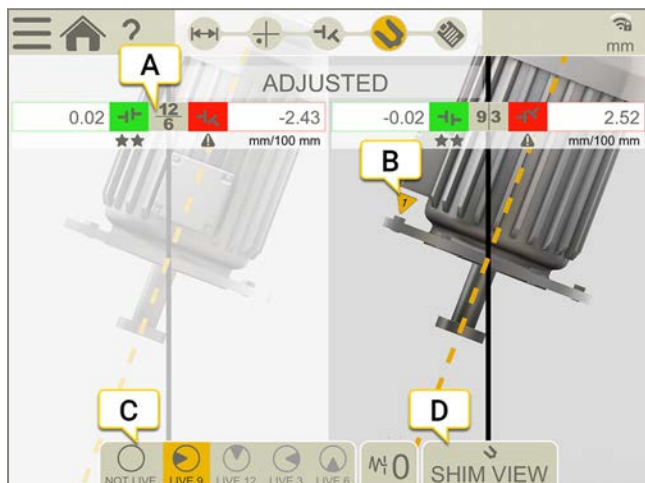 ?
mm
A
ADJUSTED
0.02
12
6
-2.43
-0.02
9 3
2.52
mm/100 mm
mm/100 mm
B
1
C
D
NOT LIVE
LIVE 9
LIVE 12
LIVE 3
LIVE 6
0
SHIM VIEW